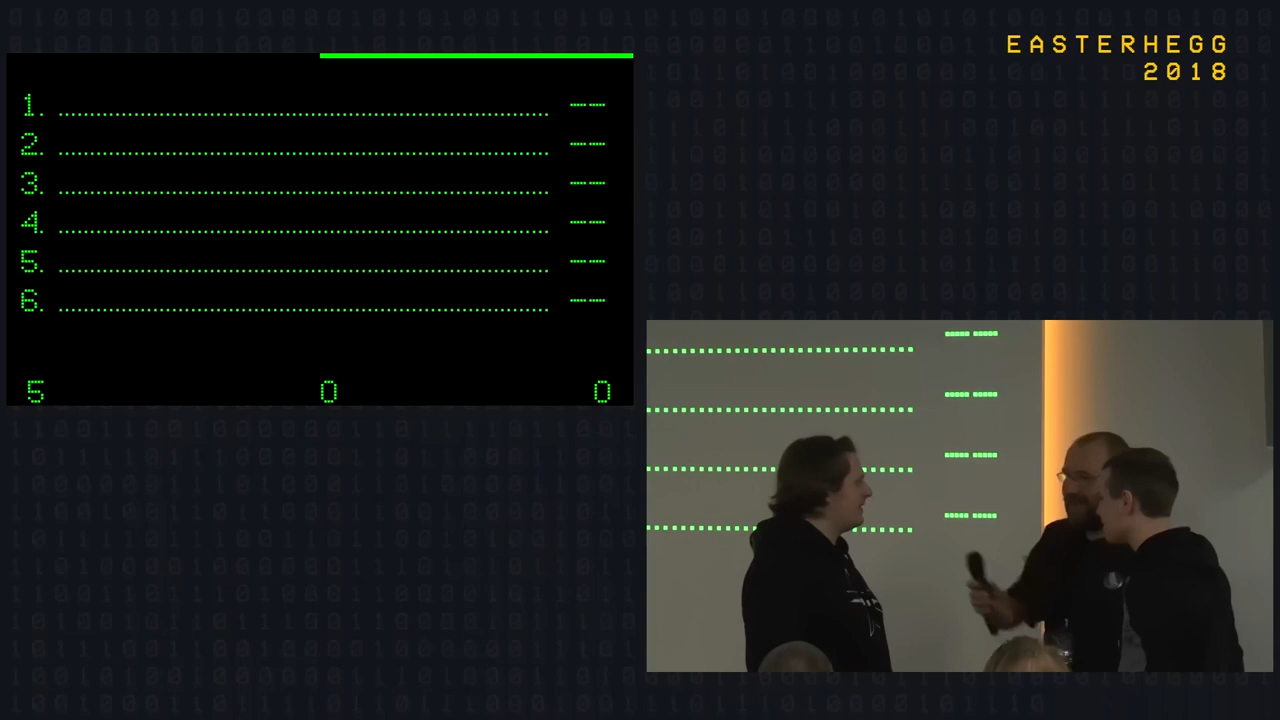 EASTERHEGG
2018
1. ............................................................................... ----
2. ............................................................................... ----
3. ............................................................................... ----
4. ............................................................................... ----
5. ............................................................................... ----
6. ............................................................................... ----
5 0 0